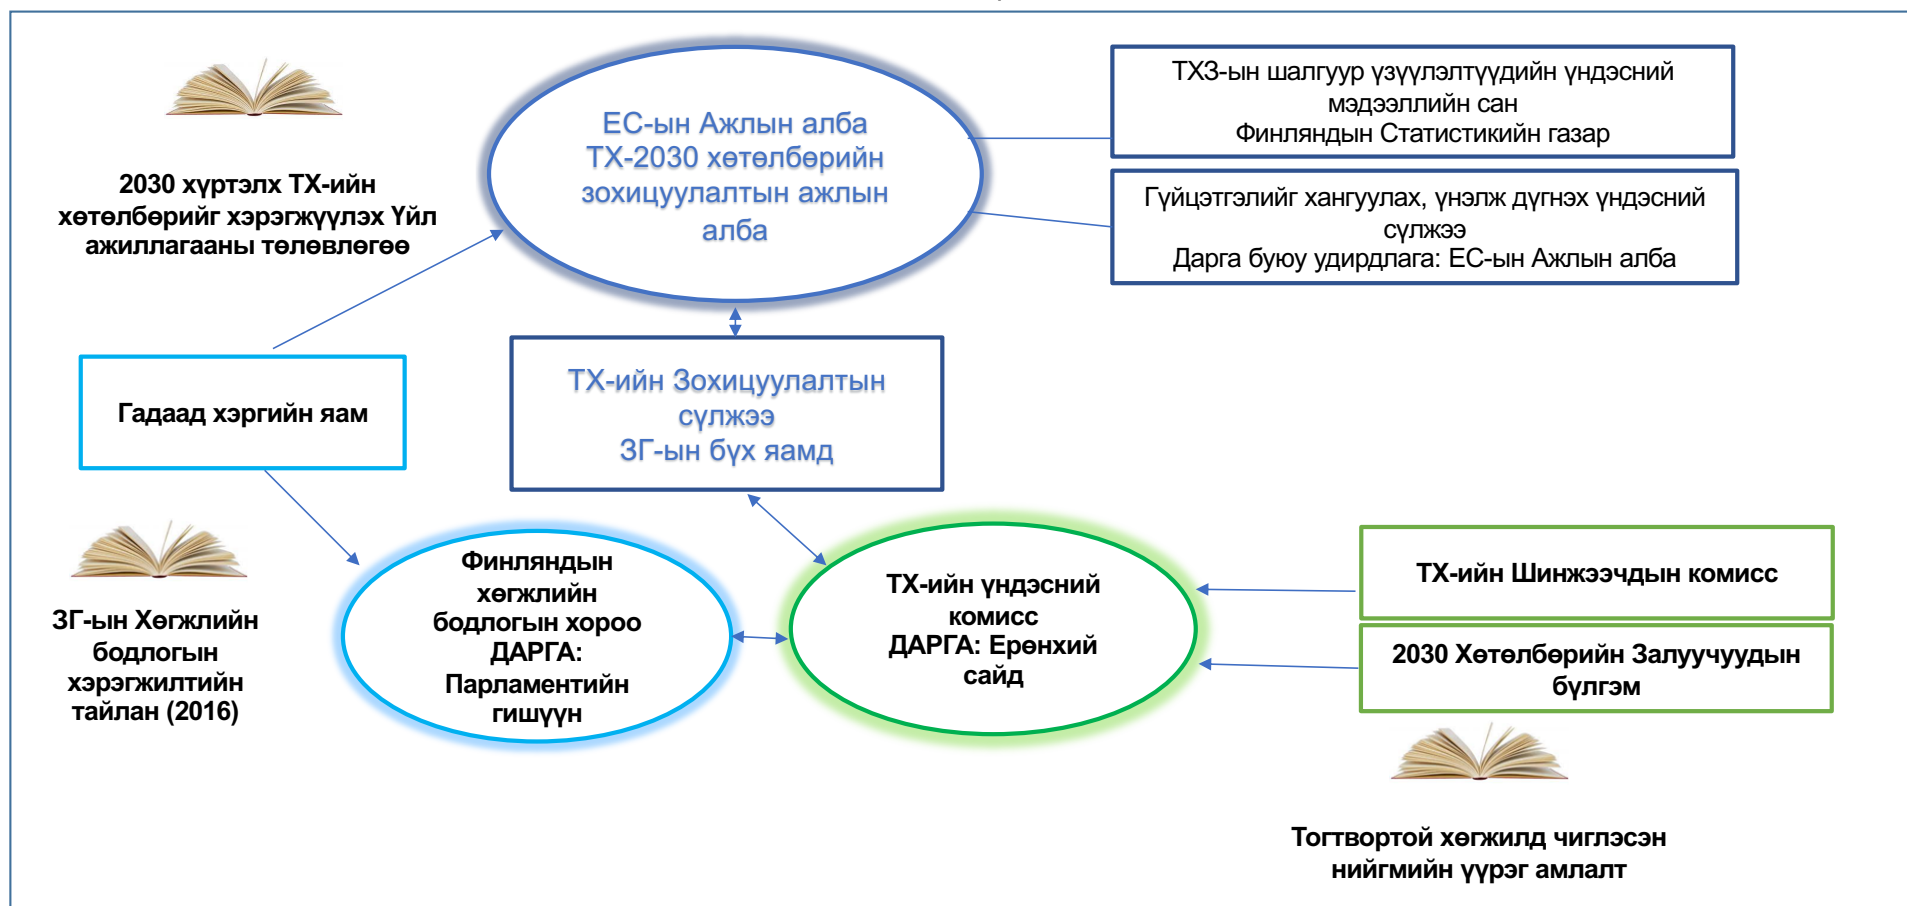 2030 хүртэлх ТХ-ийн
хөтөлбөрийг хэрэгжүүлэх Үйл
ажиллагааны төлөвлөгөө
ЕС-ын Ажлын алба
ТХ-2030 хөтөлбөрийн
зохицуулалтын ажлын
алба
ТХЗ-ын шалгуур үзүүлэлтүүдийн үндэсний
мэдээллийн сан
Финляндын Статистикийн газар
Гүйцэтгэлийг хангуулах, үнэлж дүгнэх үндэсний
сүлжээ
Дарга буюу удирдлага: ЕС-ын Ажлын алба
Гадаад хэргийн яам
ТХ-ийн Зохицуулалтын
сүлжээ
ЗГ-ын бүх яамд
ЗГ-ын Хөгжлийн
бодлогын
хэрэгжилтийн
тайлан (2016)
Финляндын
хөгжлийн
бодлогын хороо
ДАРГА:
Парламентийн
гишүүн
ТХ-ийн үндэсний
комисс
ДАРГА: Ерөнхий
сайд
ТХ-ийн Шинжээчдын комисс
2030 Хөтөлбөрийн Залуучуудын
бүлгэм
Тогтвортой хөгжилд чиглэсэн
нийгмийн үүрэг амлалт